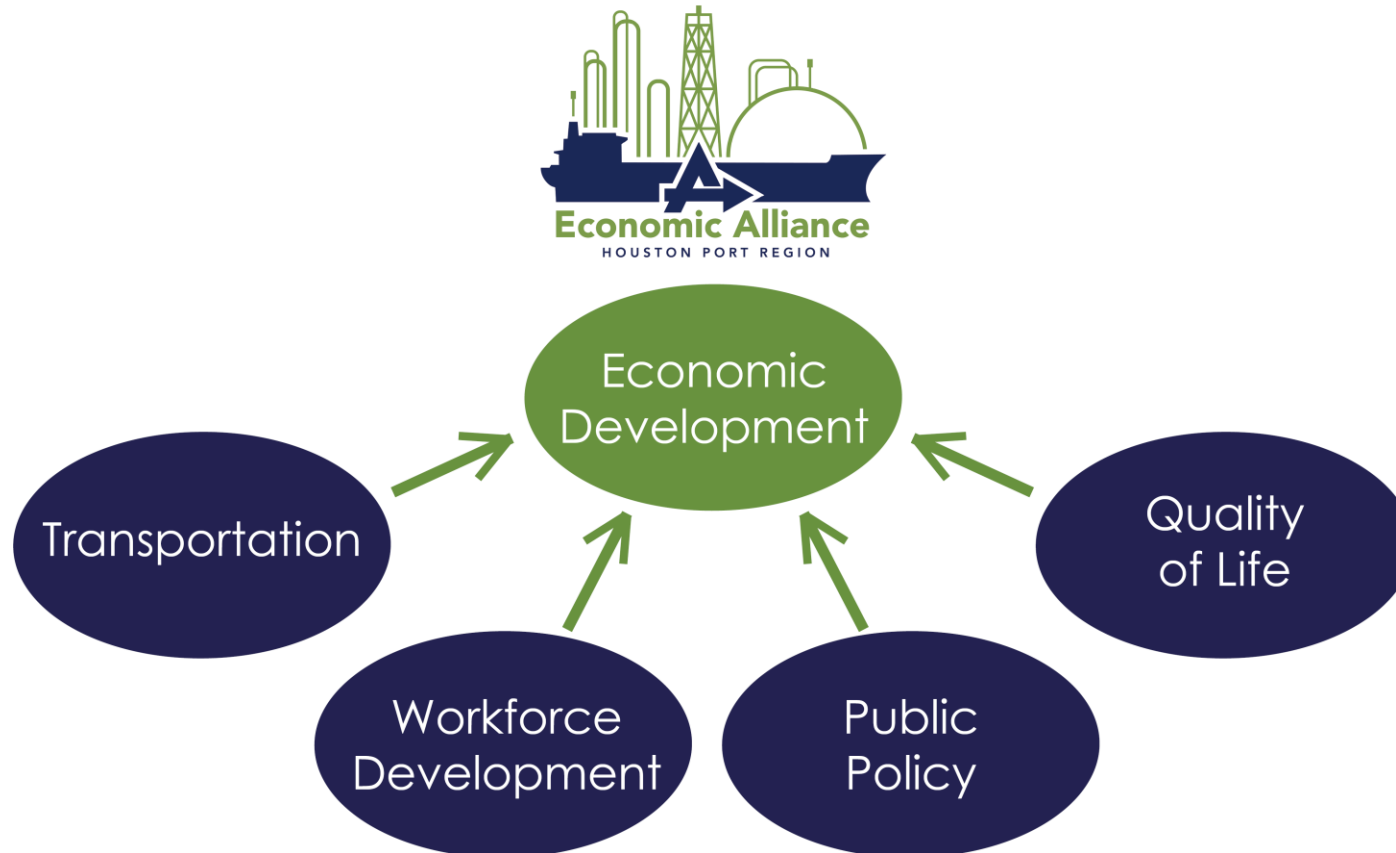 Economic Alliance
HOUSTON PORT REGION
Economic
Development
Transportation
Quality
of Life
Workforce
Development
Public
Policy